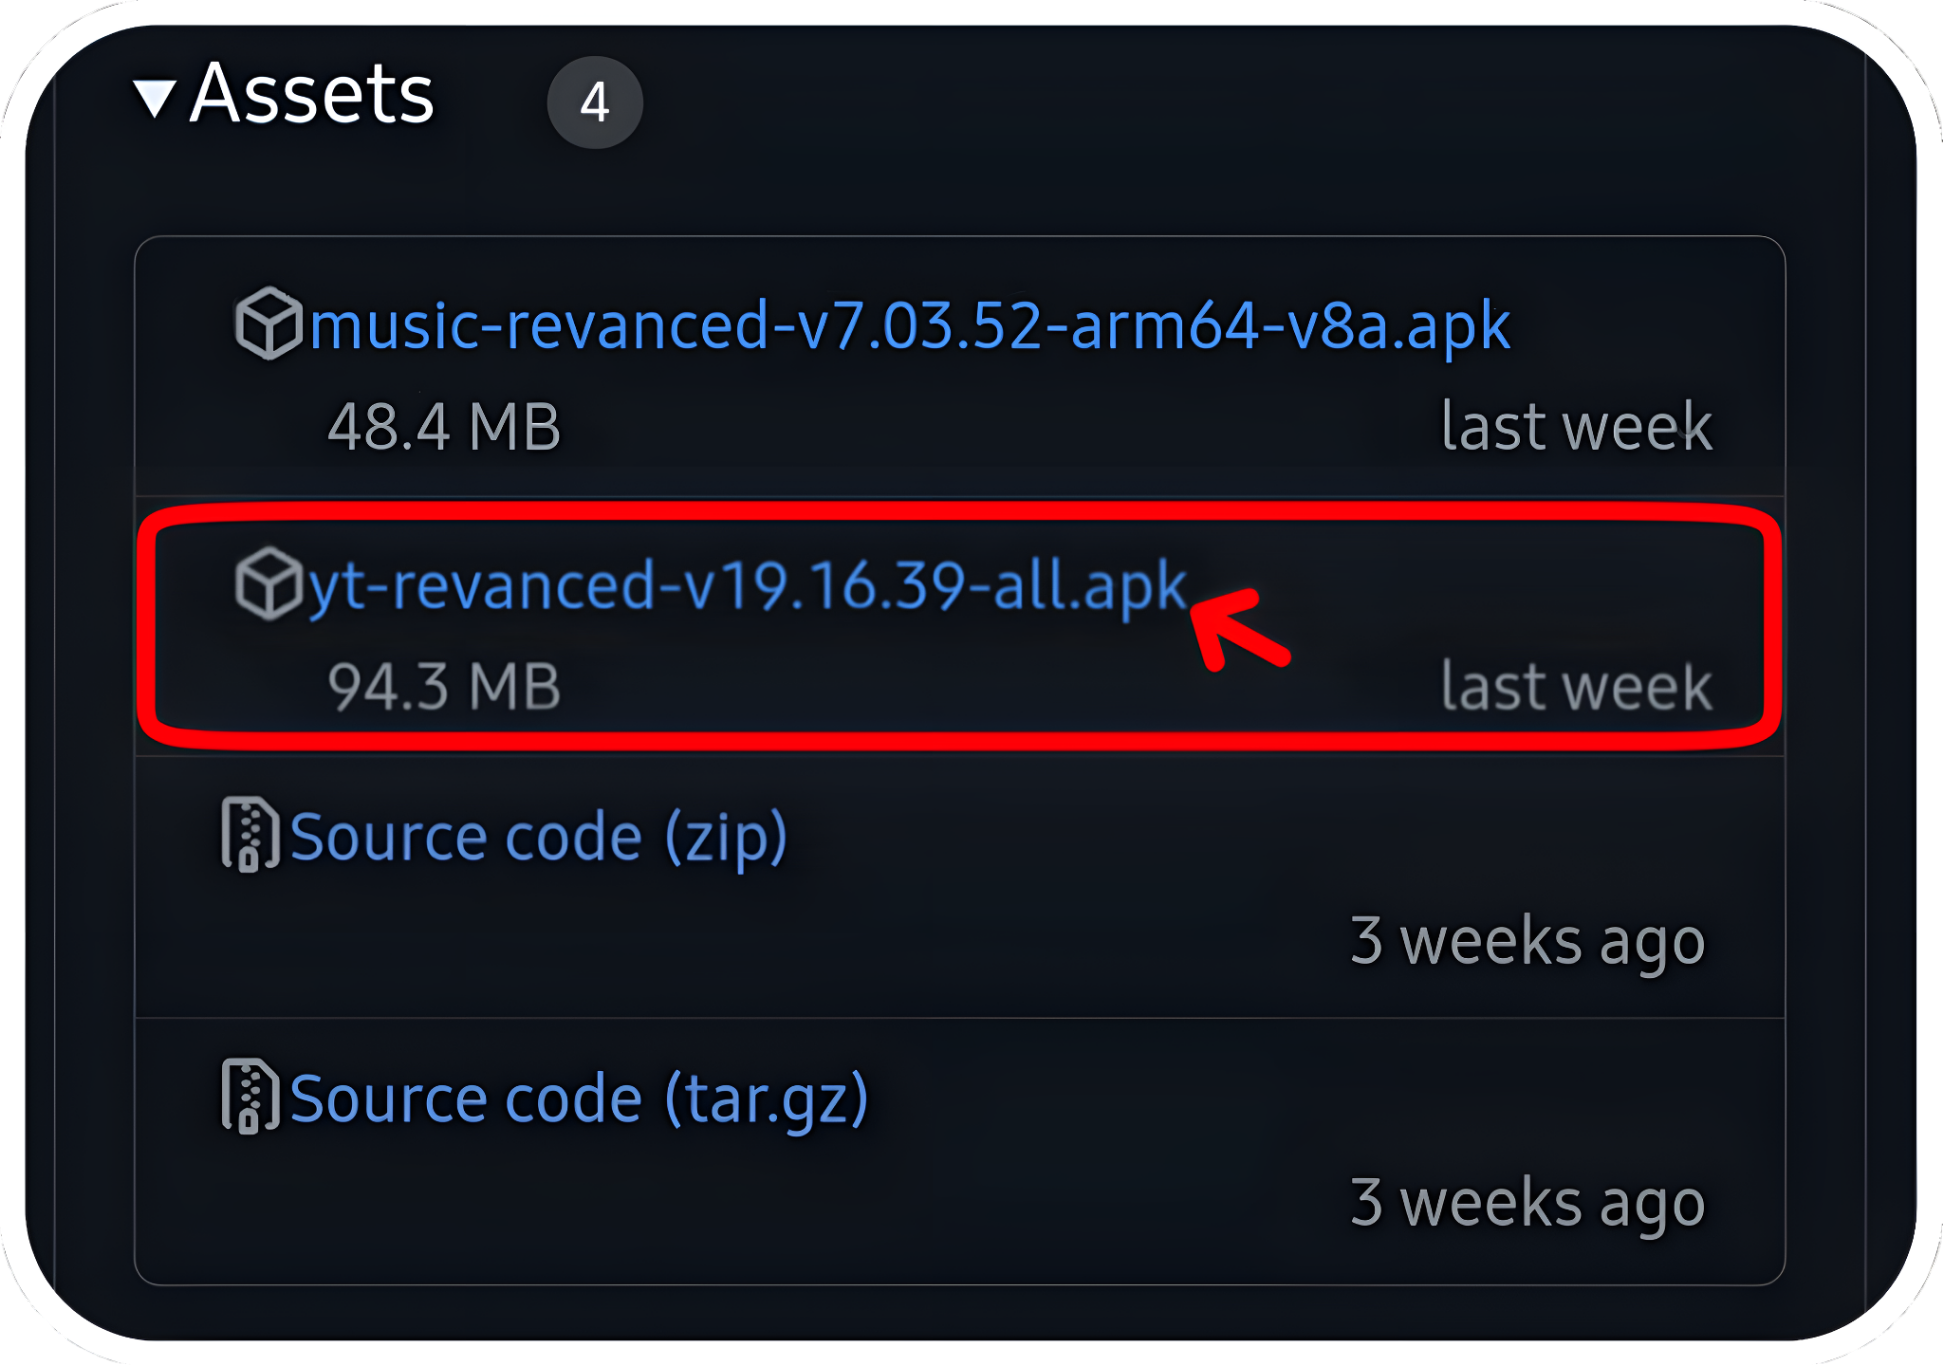 Assets 4
music-revanced-v7.03.52-arm64-v8a.apk
48.4 MB last week
yt-revanced-v19.16.39-all.apk
94.3 MB last week
Source code (zip)
3 weeks ago
Source code (tar.gz)
3 weeks ago